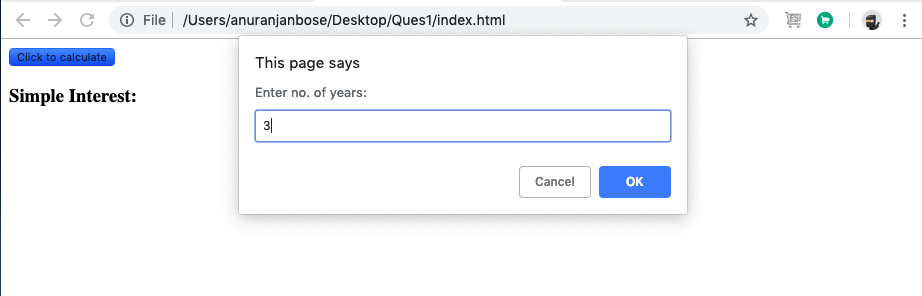 File /Users/anuranjanbose/Desktop/Ques1/index.html
Click to calculate
Simple Interest:
This page says
Enter no. of years:
3
Cancel OK